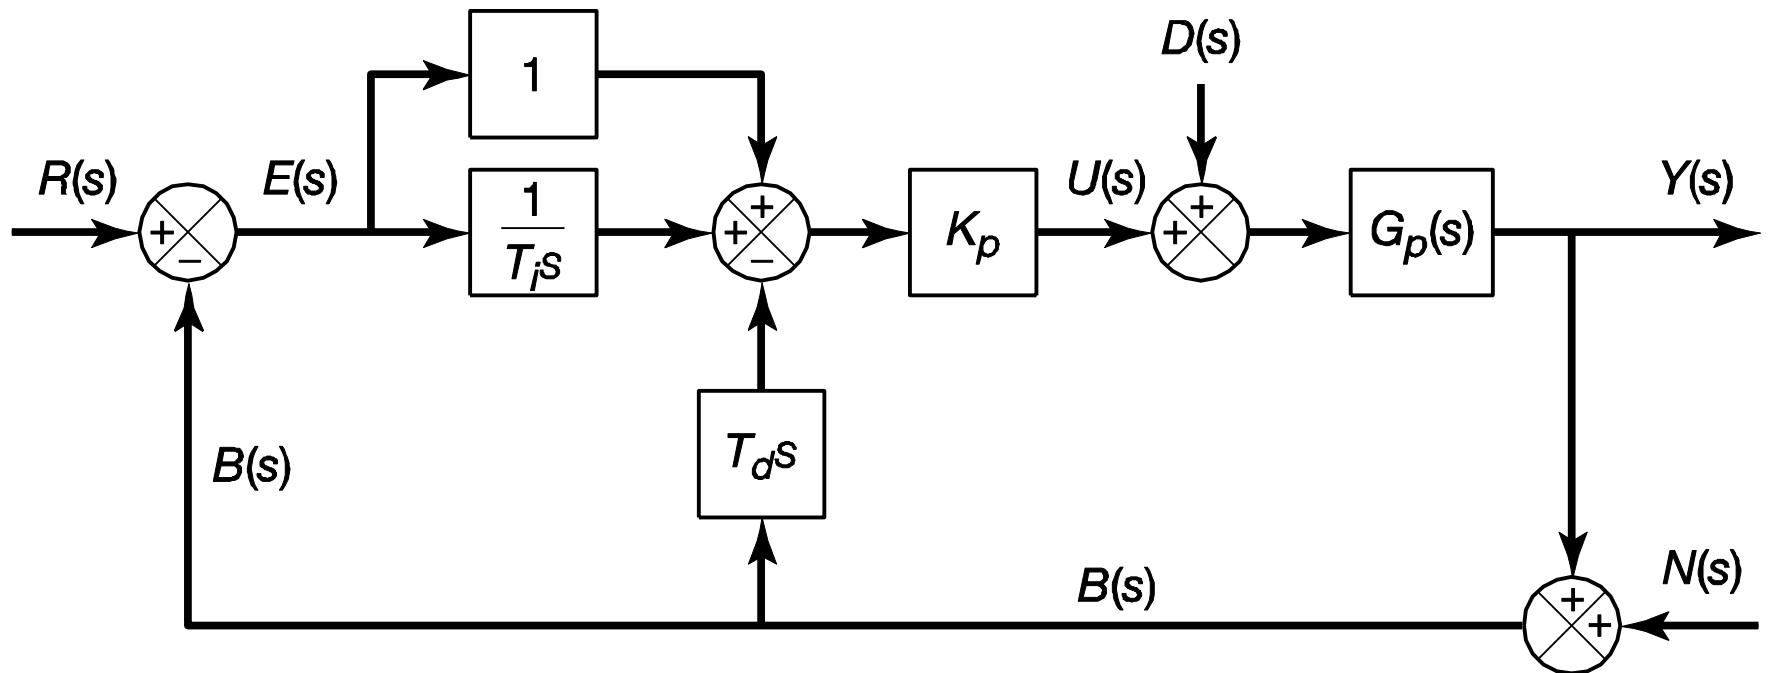 D(s)
1
R(s)
+
−
E(s)
1
T_i s
+
+
−
K_p
U(s)
+
+
G_p(s)
Y(s)
B(s)
T_d s
B(s)
N(s)
+
+